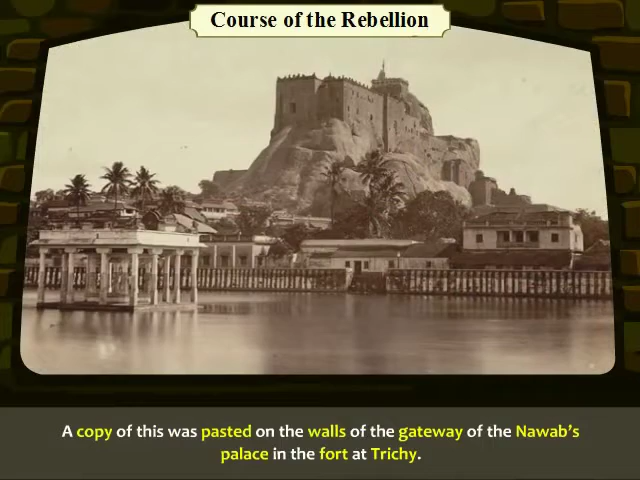 Course of the Rebellion
A copy of this was pasted on the walls of the gateway of the Nawab's
palace in the fort at Trichy.